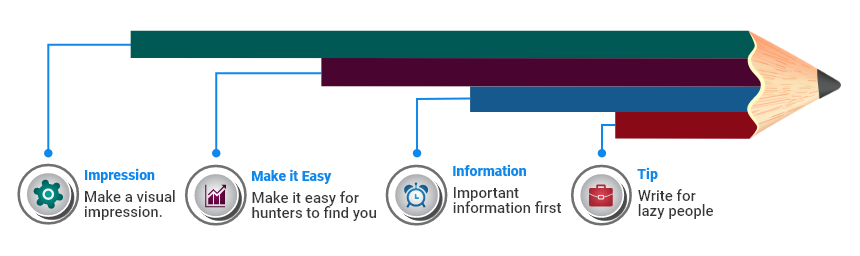 Impression
Make a visual
impression.
Make it Easy
Make it easy for
hunters to find you
Information
Important
information first
Tip
Write for
lazy people